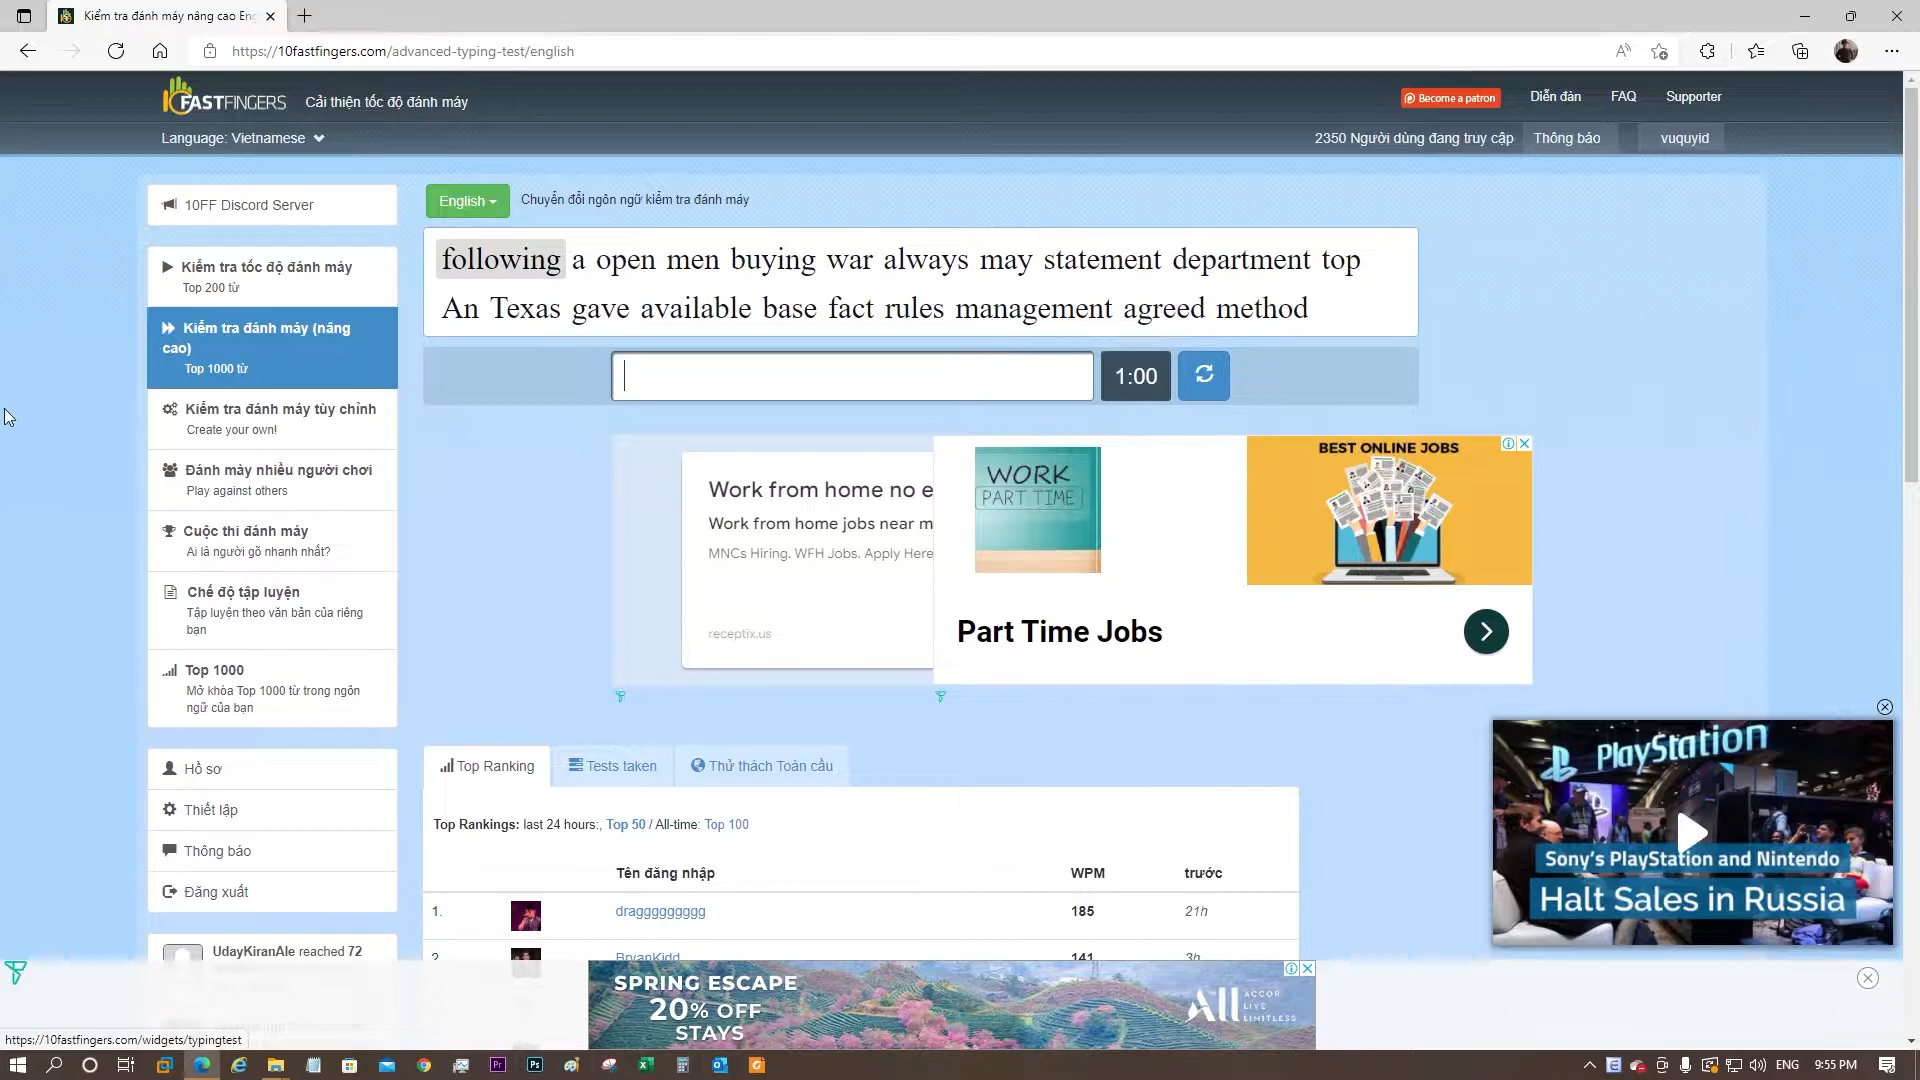 Kiểm tra đánh máy nâng cao Eng
https://10fastfingers.com/advanced-typing-test/english
10FASTFINGERS
Cải thiện tốc độ đánh máy
Become a patron
Diễn đàn
FAQ
Supporter
Language: Vietnamese
2350 Người dùng đang truy cập
Thông báo
vuquyid
10FF Discord Server
Kiểm tra tốc độ đánh máy
Top 200 từ
Kiểm tra đánh máy (nâng
cao)
Top 1000 từ
Kiểm tra đánh máy tùy chỉnh
Create your own!
Đánh mày nhiều người chơi
Play against others
Cuộc thi đánh máy
Ai là người gõ nhanh nhất?
Chế độ tập luyện
Tập luyện theo văn bản của riêng
bạn
Top 1000
Mở khóa Top 1000 từ trong ngôn
ngữ của bạn
Hồ sơ
Thiết lập
Thông báo
Đăng xuất
UdayKiranAle reached 72
English
Chuyển đổi ngôn ngữ kiểm tra đánh máy
following a open men buying war always may statement department top
An Texas gave available base fact rules management agreed method
1:00
Work from home no e
Work from home jobs near m
MNCs Hiring. WFH Jobs. Apply Here
receptix.us
WORK
PART TIME
BEST ONLINE JOBS
Part Time Jobs
Top Ranking
Tests taken
Thử thách Toàn cầu
Top Rankings: last 24 hours:, Top 50 / All-time: Top 100
Tên đăng nhập WPM trước
1. draggggggggg 185 21h
2. BryanKidd 141 3h
PlayStation
Sony's PlayStation and Nintendo
Halt Sales in Russia
SPRING ESCAPE
20% OFF
STAYS
ALL
ACCOR
LIVE
LIMITLESS
https://10fastfingers.com/widgets/typingtest
ENG
9:55 PM